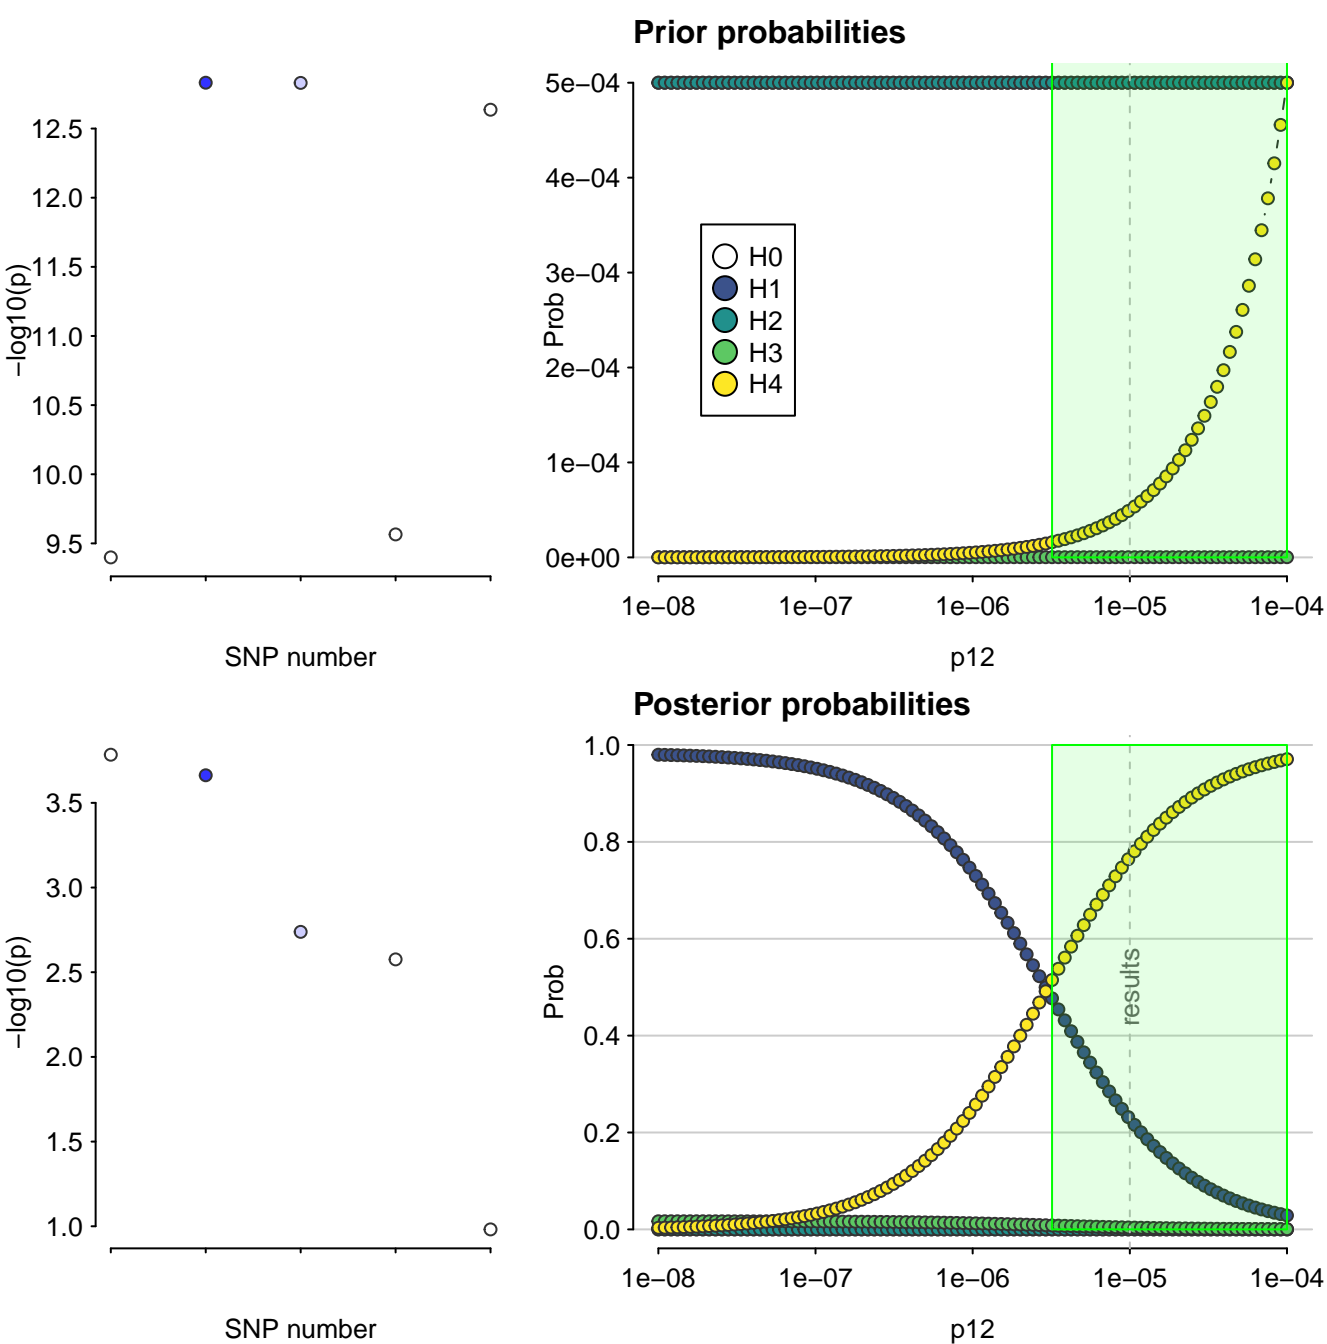 Prior probabilities
−log10(p)
12.5
12.0
11.5
11.0
10.5
10.0
9.5
SNP number
Prob
5e−04
4e−04
3e−04
2e−04
1e−04
0e+00
H0
H1
H2
H3
H4
1e−08
1e−07
1e−06
1e−05
1e−04
p12
Posterior probabilities
−log10(p)
3.5
3.0
2.5
2.0
1.5
1.0
SNP number
Prob
1.0
0.8
0.6
0.4
0.2
0.0
results
1e−08
1e−07
1e−06
1e−05
1e−04
p12